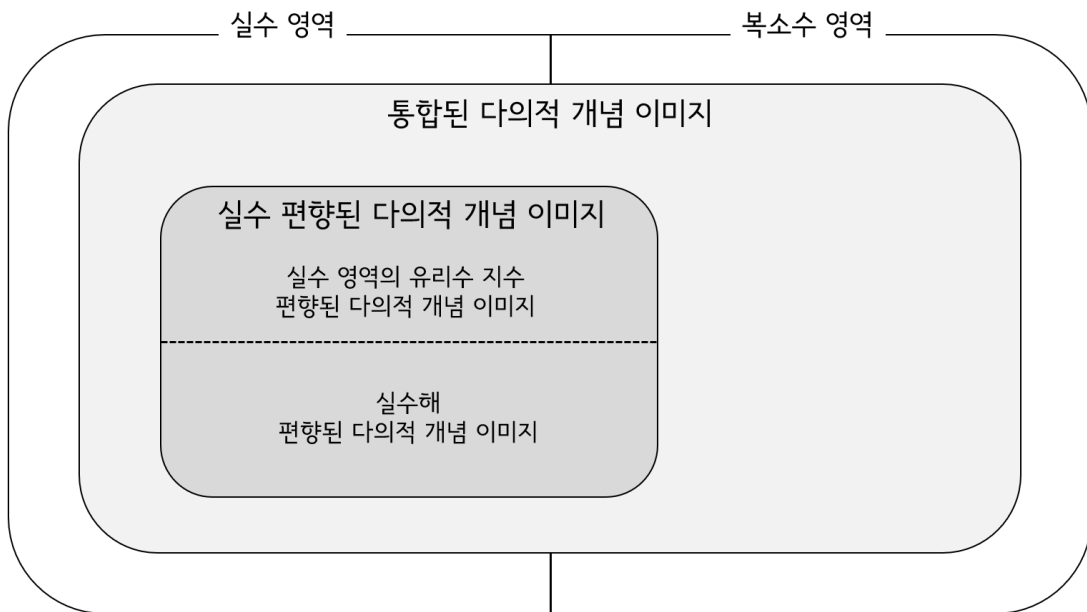 실수 영역
복소수 영역
통합된 다의적 개념 이미지
실수 편향된 다의적 개념 이미지
실수 영역의 유리수 지수
편향된 다의적 개념 이미지
실수해
편향된 다의적 개념 이미지